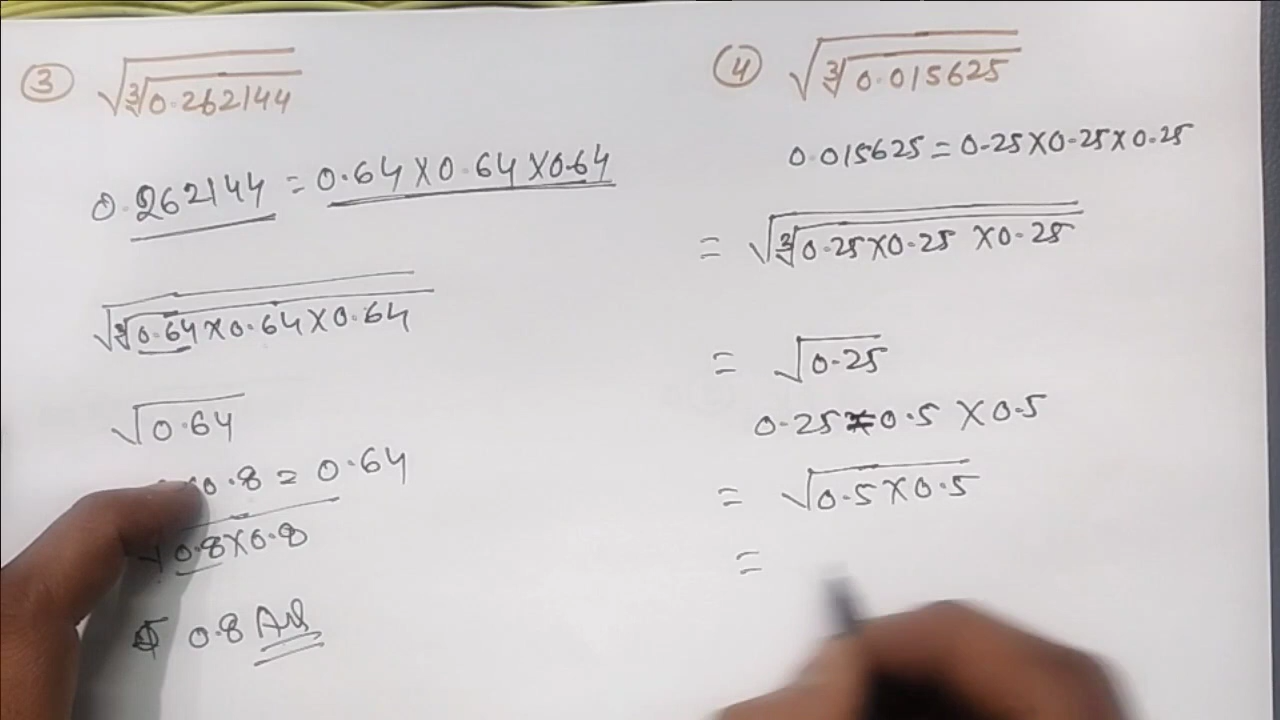 ③ √∛0.262144
0.262144 = 0.64×0.64×0.64
√∛0.64×0.64×0.64
√0.64
0.8 = 0.64
√0.8×0.8
0.8 Ans
④ √∛0.015625
0.015625 = 0.25×0.25×0.25
= √∛0.25×0.25×0.25
= √0.25
0.25 = 0.5×0.5
= √0.5×0.5
=